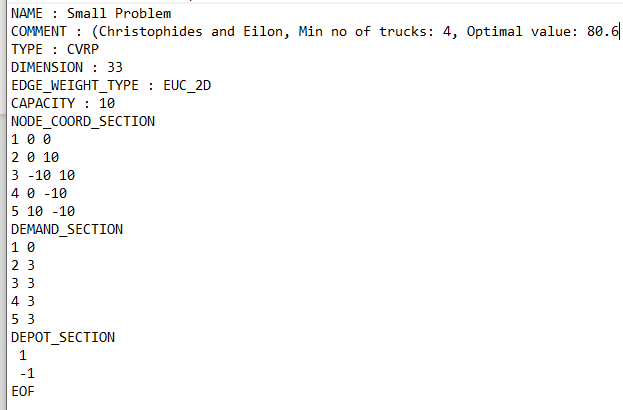 NAME : Small Problem
COMMENT : (Christophides and Eilon, Min no of trucks: 4, Optimal value: 80.6
TYPE : CVRP
DIMENSION : 33
EDGE_WEIGHT_TYPE : EUC_2D
CAPACITY : 10
NODE_COORD_SECTION
1 0 0
2 0 10
3 -10 10
4 0 -10
5 10 -10
DEMAND_SECTION
1 0
2 3
3 3
4 3
5 3
DEPOT_SECTION
1
-1
EOF